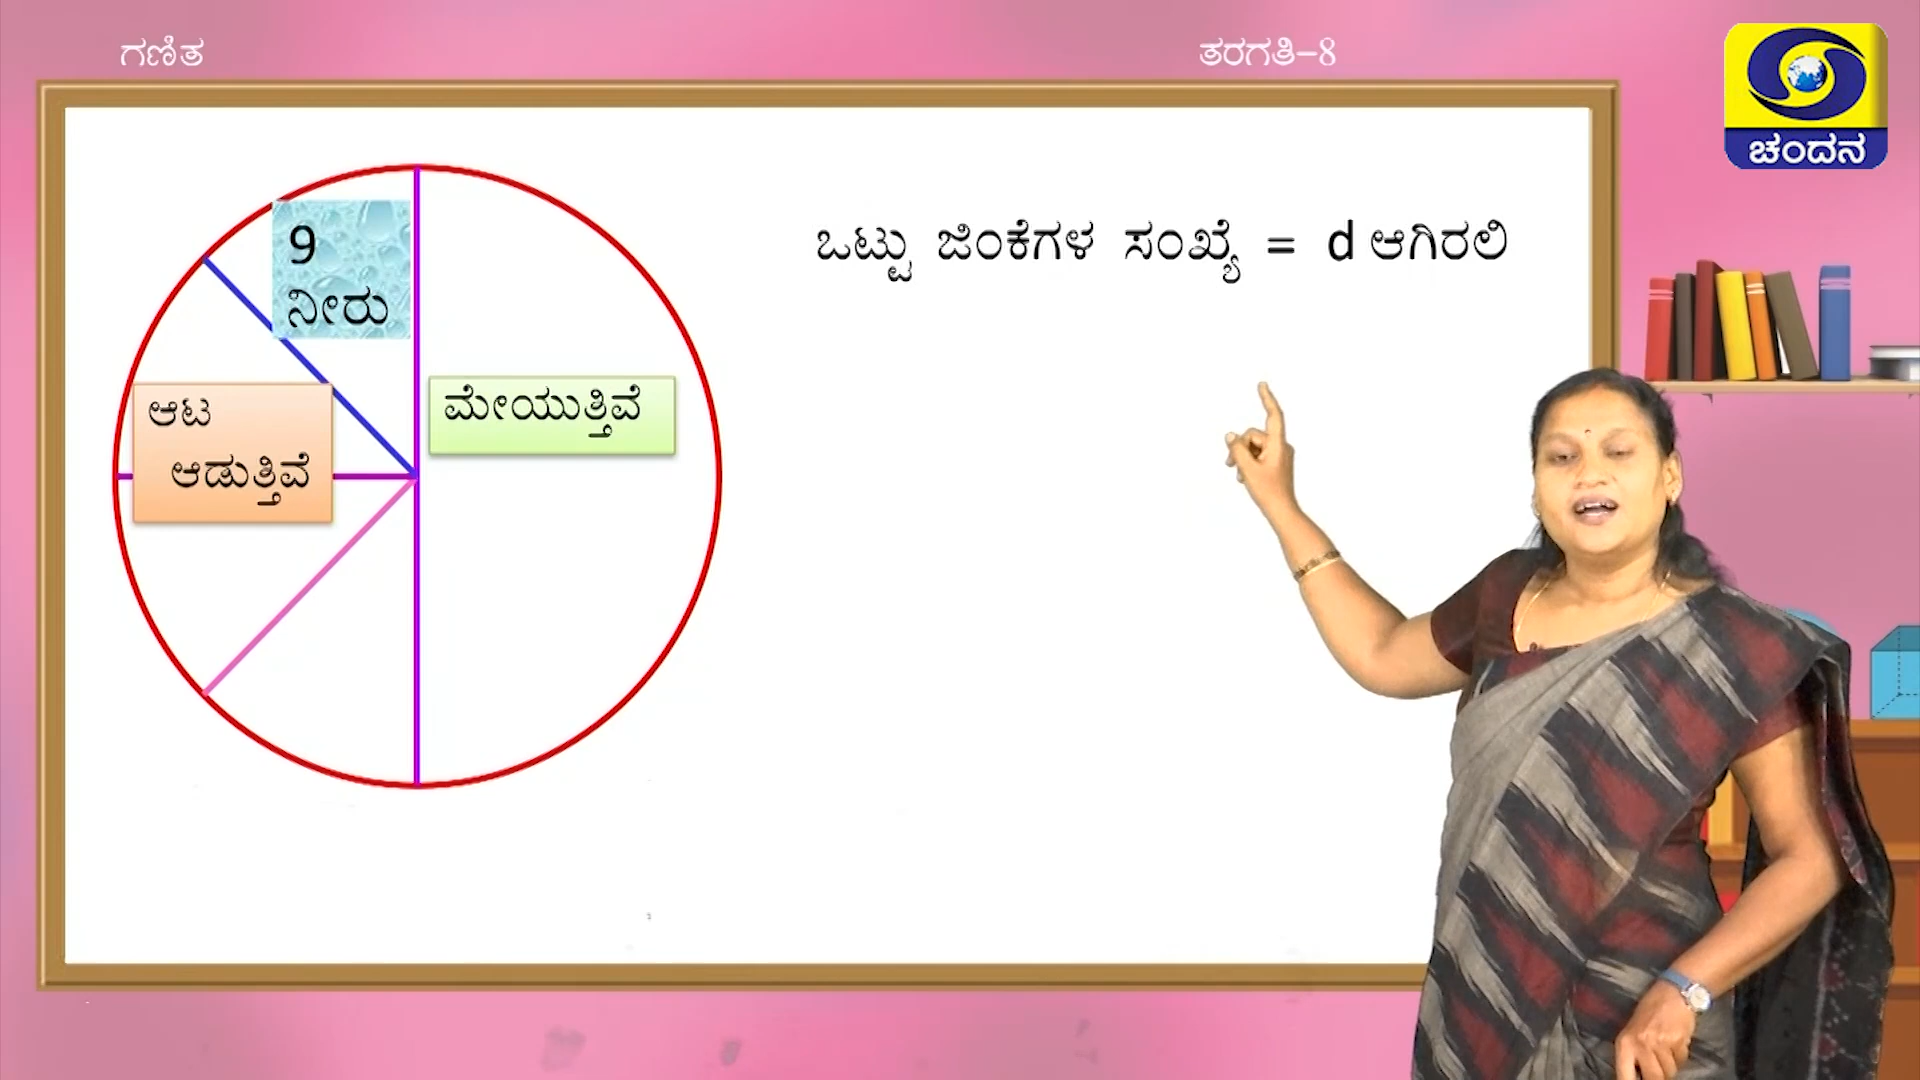 ಗಣಿತ
ತರಗತಿ-8
ಚಂದನ
9
ನೀರು
ಆಟ
ಆಡುತ್ತಿವೆ
ಮೇಯುತ್ತಿವೆ
ಒಟ್ಟು ಜಿಂಕೆಗಳ ಸಂಖ್ಯೆ = d ಆಗಿರಲಿ